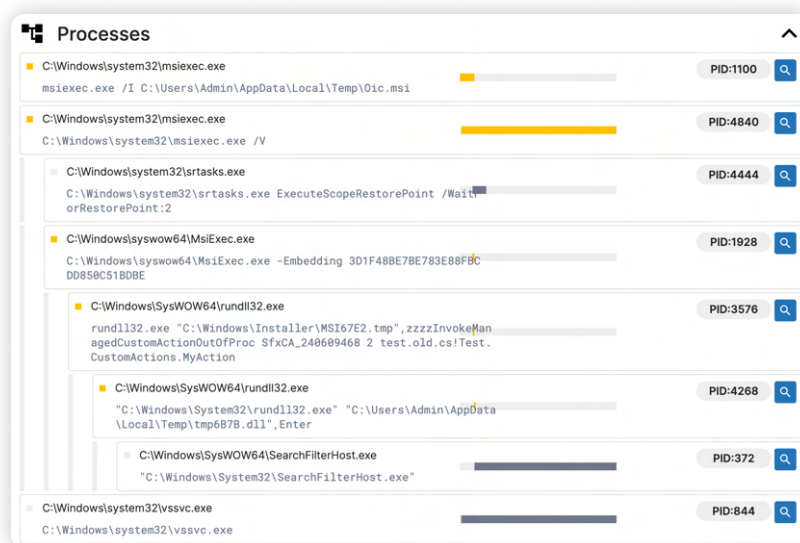 Processes
C:\Windows\system32\msiexec.exe
PID:1100
msiexec.exe /I C:\Users\Admin\AppData\Local\Temp\Oic.msi
C:\Windows\system32\msiexec.exe
PID:4840
C:\Windows\system32\msiexec.exe /V
C:\Windows\system32\srtasks.exe
PID:4444
C:\Windows\system32\srtasks.exe ExecuteScopeRestorePoint /WaitF
orRestorePoint:2
C:\Windows\syswow64\MsiExec.exe
PID:1928
C:\Windows\syswow64\MsiExec.exe -Embedding 3D1F48BE7BE783E88FBC
DD850C51BDBE
C:\Windows\SysWOW64\rundll32.exe
PID:3576
rundll32.exe "C:\Windows\Installer\MSI67E2.tmp",zzzzInvokeMan
agedCustomActionOutOfProc SfxCA_240609468 2 test.old.cs!Test.
CustomActions.MyAction
C:\Windows\SysWOW64\rundll32.exe
PID:4268
"C:\Windows\System32\rundll32.exe" "C:\Users\Admin\AppData
\Local\Temp\tmp6B7B.dll",Enter
C:\Windows\SysWOW64\SearchFilterHost.exe
PID:372
"C:\Windows\System32\SearchFilterHost.exe"
C:\Windows\system32\vssvc.exe
PID:844
C:\Windows\system32\vssvc.exe